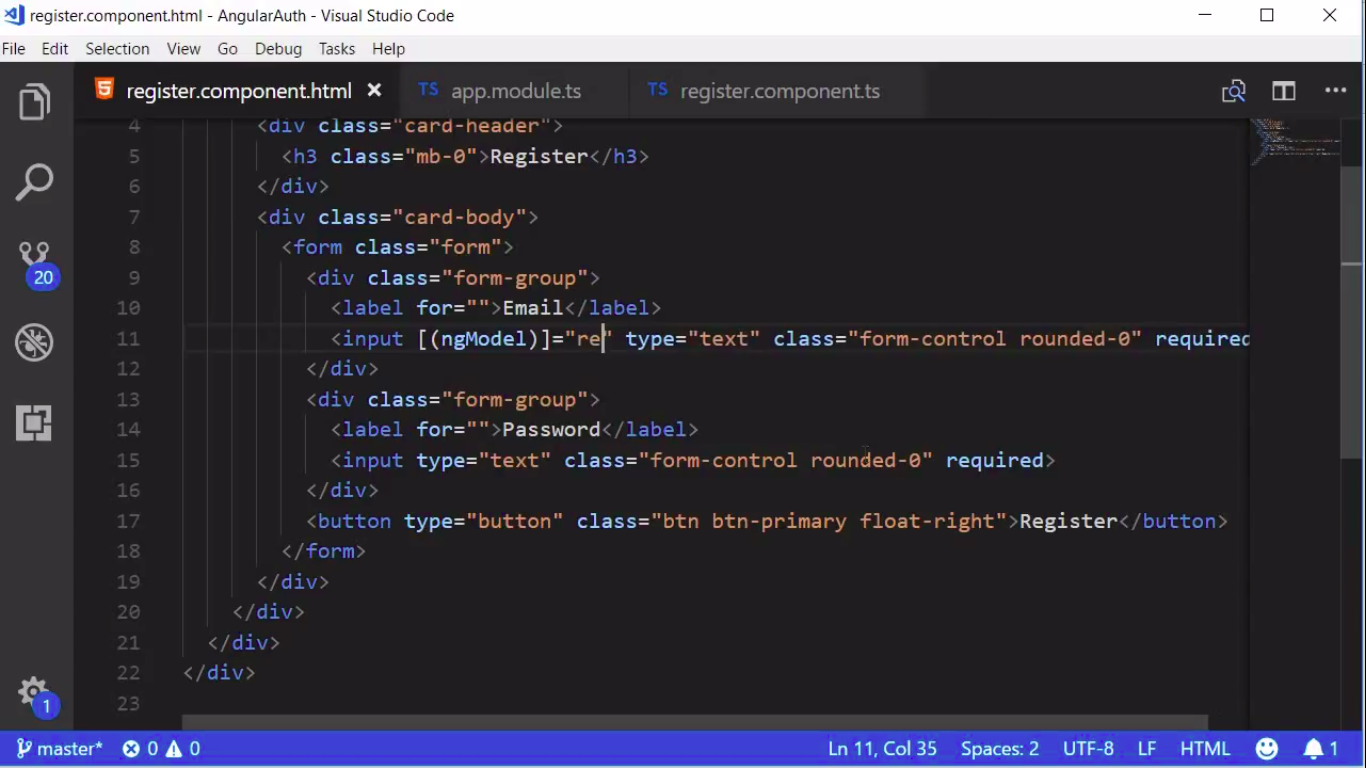 register.component.html - AngularAuth - Visual Studio Code
File Edit Selection View Go Debug Tasks Help
register.component.html TS app.module.ts TS register.component.ts
4 <div class="card-header">
5 <h3 class="mb-0">Register</h3>
6 </div>
7 <div class="card-body">
8 <form class="form">
9 <div class="form-group">
10 <label for="">Email</label>
11 <input [(ngModel)]="re" type="text" class="form-control rounded-0" required
12 </div>
13 <div class="form-group">
14 <label for="">Password</label>
15 <input type="text" class="form-control rounded-0" required>
16 </div>
17 <button type="button" class="btn btn-primary float-right">Register</button>
18 </form>
19 </div>
20 </div>
21 </div>
22 </div>
23
20
1
master* 0 0 Ln 11, Col 35 Spaces: 2 UTF-8 LF HTML 1